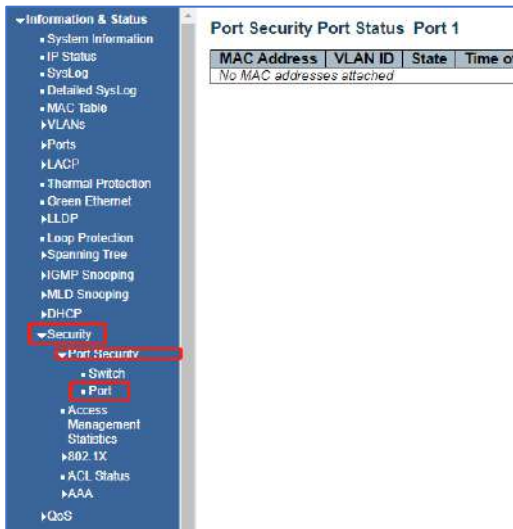 Information & Status
System Information
IP Status
SysLog
Detailed SysLog
MAC Table
VLANs
Ports
LACP
Thermal Protection
Green Ethernet
LLDP
Loop Protection
Spanning Tree
IGMP Snooping
MLD Snooping
DHCP
Security
Port Security
Switch
Port
Access
Management
Statistics
802.1X
ACL Status
AAA
QoS
Port Security Port Status Port 1
MAC Address VLAN ID State Time o
No MAC addresses attached